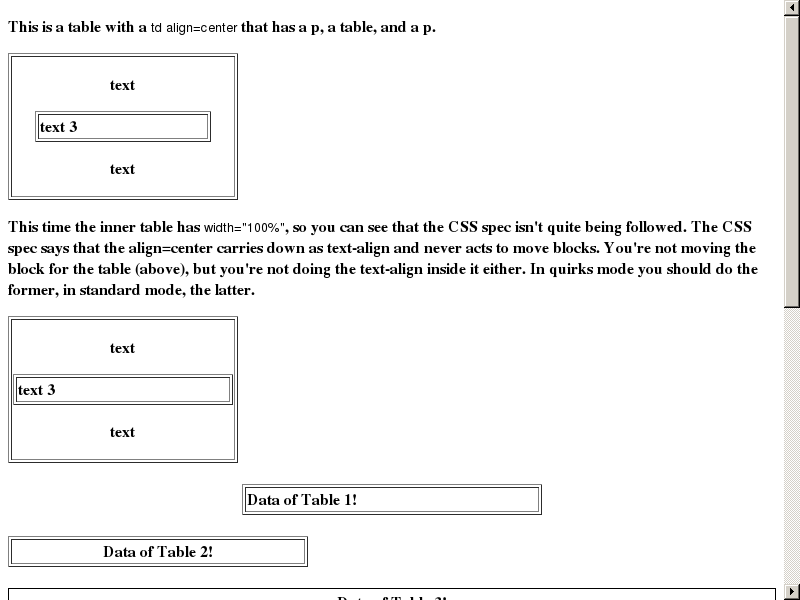 This is a table with a td align=center that has a p, a table, and a p.
text
text 3
text
This time the inner table has width="100%", so you can see that the CSS spec isn't quite being followed. The CSS
spec says that the align=center carries down as text-align and never acts to move blocks. You're not moving the
block for the table (above), but you're not doing the text-align inside it either. In quirks mode you should do the
former, in standard mode, the latter.
text
text 3
text
Data of Table 1!
Data of Table 2!
Data of Table 3!